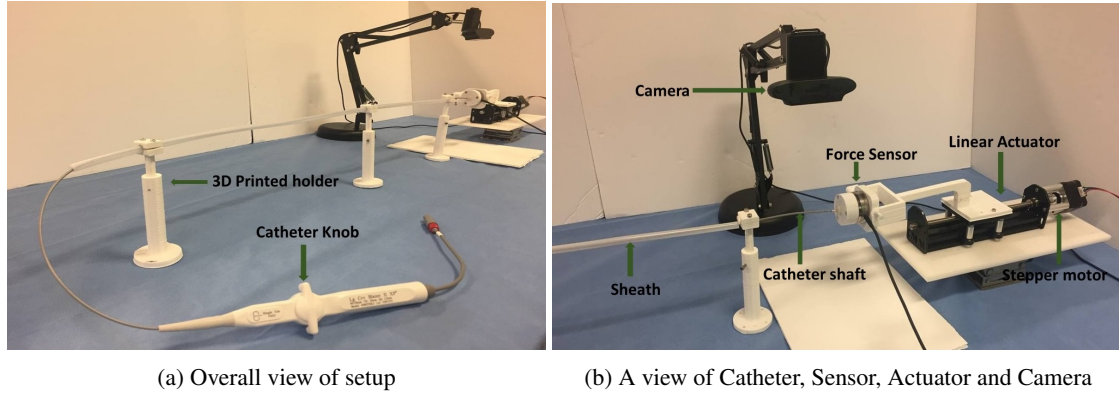 3D Printed holder
Catheter Knob
Camera
Force Sensor
Linear Actuator
Sheath
Catheter shaft
Stepper motor
(a) Overall view of setup
(b) A view of Catheter, Sensor, Actuator and Camera